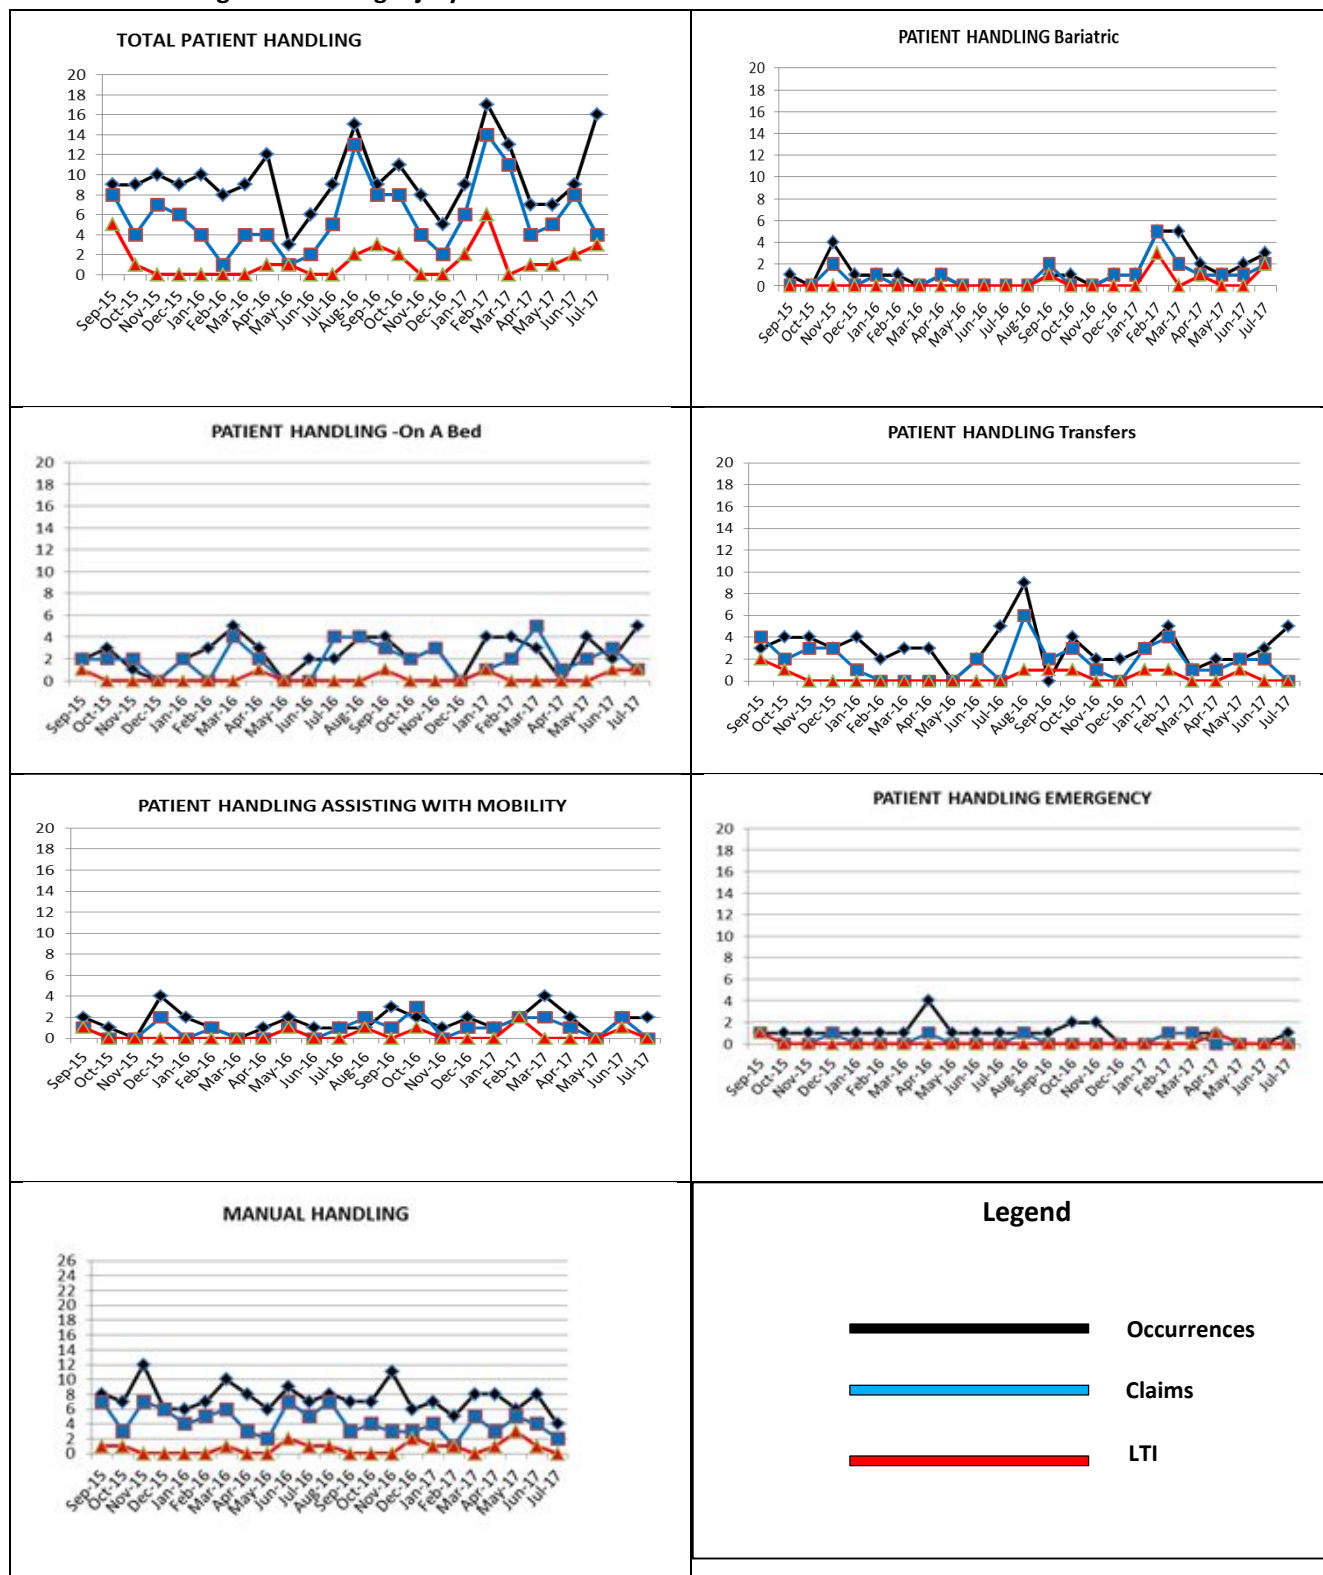 TOTAL PATIENT HANDLING
20
18
16
14
12
10
8
6
4
2
0
Sep-15
Oct-15
Nov-15
Dec-15
Jan-16
Feb-16
Mar-16
Apr-16
May-16
Jun-16
Jul-16
Aug-16
Sep-16
Oct-16
Nov-16
Dec-16
Jan-17
Feb-17
Mar-17
Apr-17
May-17
Jun-17
Jul-17
PATIENT HANDLING Bariatric
20
18
16
14
12
10
8
6
4
2
0
Sep-15
Oct-15
Nov-15
Dec-15
Jan-16
Feb-16
Mar-16
Apr-16
May-16
Jun-16
Jul-16
Aug-16
Sep-16
Oct-16
Nov-16
Dec-16
Jan-17
Feb-17
Mar-17
Apr-17
May-17
Jun-17
Jul-17
PATIENT HANDLING -On A Bed
20
18
16
14
12
10
8
6
4
2
0
Sep-15
Oct-15
Nov-15
Dec-15
Jan-16
Feb-16
Mar-16
Apr-16
May-16
Jun-16
Jul-16
Aug-16
Sep-16
Oct-16
Nov-16
Dec-16
Jan-17
Feb-17
Mar-17
Apr-17
May-17
Jun-17
Jul-17
PATIENT HANDLING Transfers
20
18
16
14
12
10
8
6
4
2
0
Sep-15
Oct-15
Nov-15
Dec-15
Jan-16
Feb-16
Mar-16
Apr-16
May-16
Jun-16
Jul-16
Aug-16
Sep-16
Oct-16
Nov-16
Dec-16
Jan-17
Feb-17
Mar-17
Apr-17
May-17
Jun-17
Jul-17
PATIENT HANDLING ASSISTING WITH MOBILITY
20
18
16
14
12
10
8
6
4
2
0
Sep-15
Oct-15
Nov-15
Dec-15
Jan-16
Feb-16
Mar-16
Apr-16
May-16
Jun-16
Jul-16
Aug-16
Sep-16
Oct-16
Nov-16
Dec-16
Jan-17
Feb-17
Mar-17
Apr-17
May-17
Jun-17
Jul-17
PATIENT HANDLING EMERGENCY
20
18
16
14
12
10
8
6
4
2
0
Sep-15
Oct-15
Nov-15
Dec-15
Jan-16
Feb-16
Mar-16
Apr-16
May-16
Jun-16
Jul-16
Aug-16
Sep-16
Oct-16
Nov-16
Dec-16
Jan-17
Feb-17
Mar-17
Apr-17
May-17
Jun-17
Jul-17
MANUAL HANDLING
26
24
22
20
18
16
14
12
10
8
6
4
2
0
Sep-15
Oct-15
Nov-15
Dec-15
Jan-16
Feb-16
Mar-16
Apr-16
May-16
Jun-16
Jul-16
Aug-16
Sep-16
Oct-16
Nov-16
Dec-16
Jan-17
Feb-17
Mar-17
Apr-17
May-17
Jun-17
Jul-17
Legend
Occurrences
Claims
LTI